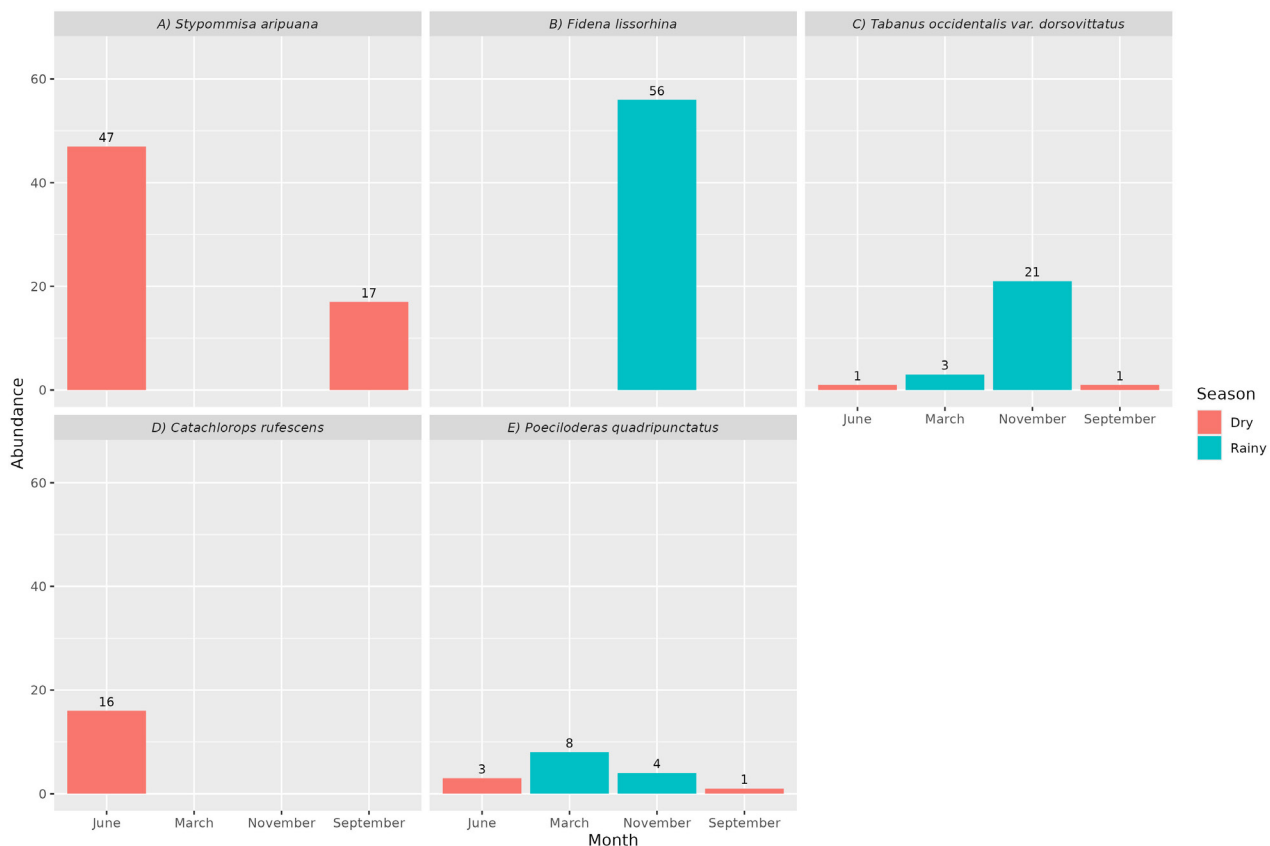 A) Stypommisa aripuana
B) Fidena lissorhina
C) Tabanus occidentalis var. dorsovittatus
60
40
20
0
47
17
56
1
3
21
1
June March November September
D) Catachlorops rufescens
E) Poeciloderas quadripunctatus
60
40
20
0
16
3
8
4
1
June March November September
June March November September
Abundance
Month
Season
Dry
Rainy